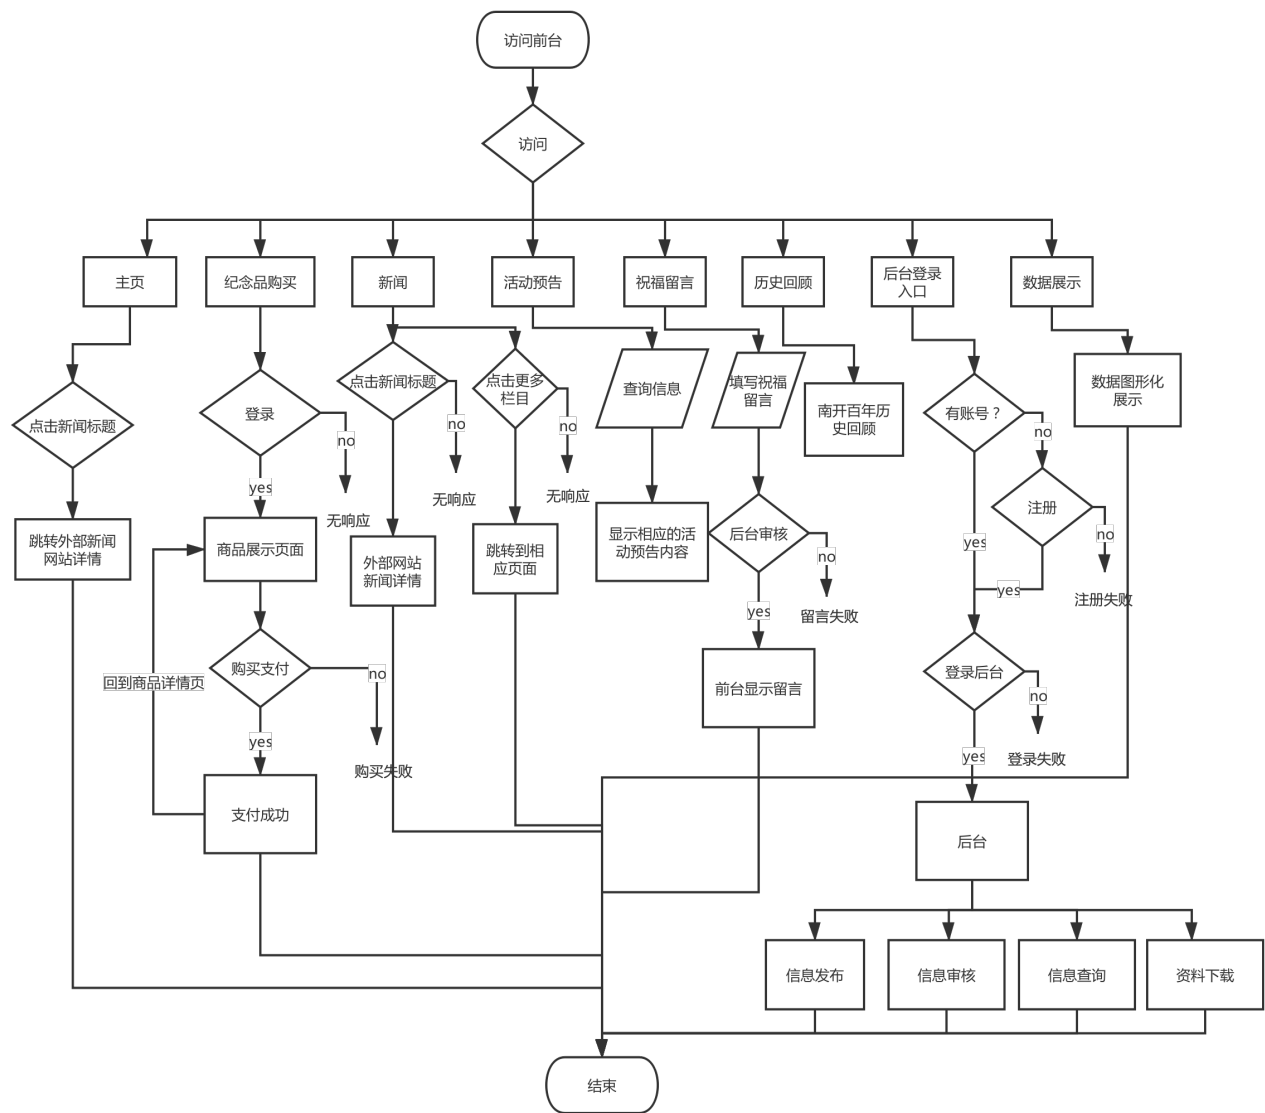 访问前台
访问
主页
纪念品购买
新闻
活动预告
祝福留言
历史回顾
后台登录
入口
数据展示
点击新闻标题
登录
no
点击新闻标题
no
点击更多
栏目
no
查询信息
填写祝福
留言
南开百年历
史回顾
有账号？
no
数据图形化
展示
yes
无响应
无响应
无响应
注册
no
跳转外部新闻
网站详情
商品展示页面
外部网站
新闻详情
跳转到相
应页面
显示相应的活
动预告内容
后台审核
no
yes
yes
注册失败
yes
留言失败
回到商品详情页
购买支付
no
前台显示留言
登录后台
no
yes
购买失败
yes
登录失败
支付成功
后台
信息发布
信息审核
信息查询
资料下载
结束